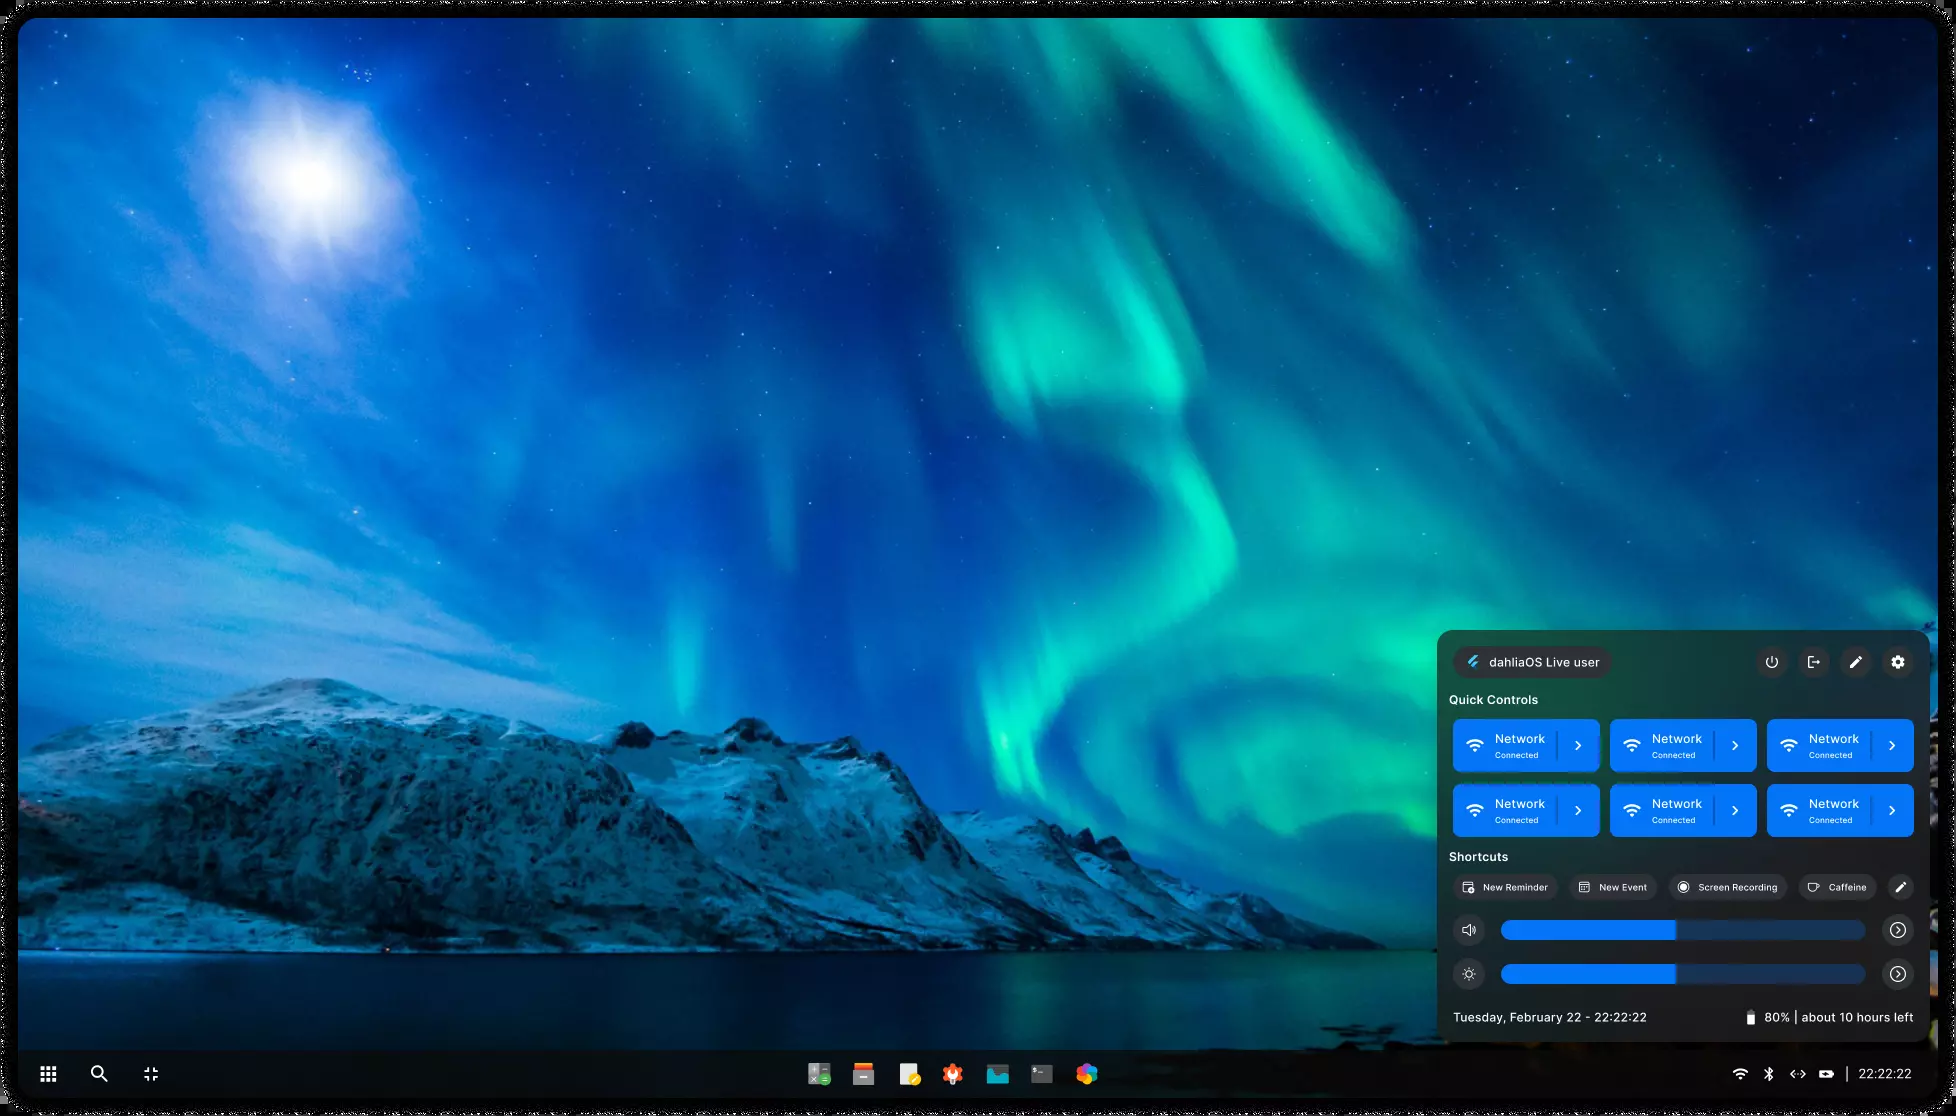 dahliaOS Live user
Quick Controls
Network
Connected
Network
Connected
Network
Connected
Network
Connected
Network
Connected
Network
Connected
Shortcuts
New Reminder
New Event
Screen Recording
Caffeine
Tuesday, February 22 - 22:22:22
80% | about 10 hours left
22:22:22